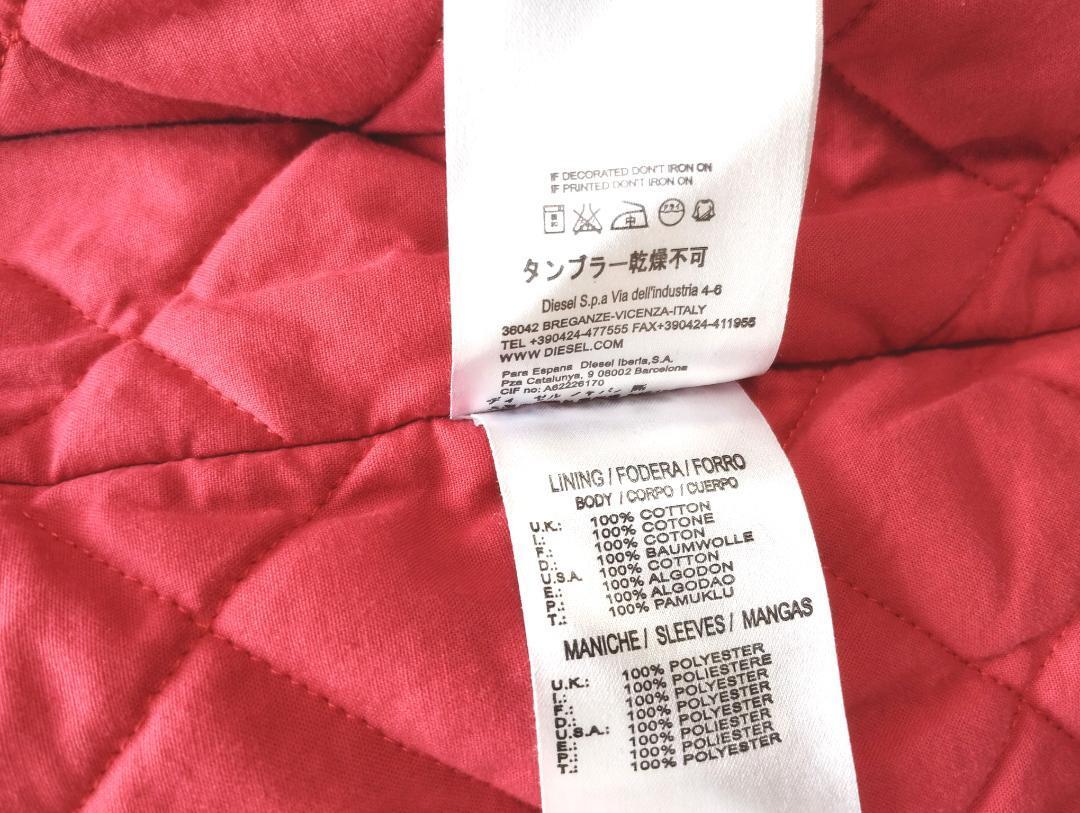 IF DECORATED DON'T IRON ON
IF PRINTED DON'T IRON ON
中
タンブラー乾燥不可
Diesel S.p.a Via dell'industria 4-6
36042 BREGANZE-VICENZA-ITALY
TEL +390424-477555 FAX+390424-411955
WWW.DIESEL.COM
Para Espana Diesel Iberia,S.A.
Pza Catalunya, 9 08002 Barcelona
CIF no: A62226170
LINING / FODERA / FORRO
BODY / CORPO / CUERPO
U.K.: 100% COTTON
I.: 100% COTONE
F.: 100% COTON
D.: 100% BAUMWOLLE
U.S.A. 100% COTTON
E.: 100% ALGODON
P.: 100% ALGODAO
T.: 100% PAMUKLU
MANICHE / SLEEVES / MANGAS
U.K.: 100% POLYESTER
I.: 100% POLIESTERE
F.: 100% POLYESTER
D.: 100% POLYESTER
U.S.A.: 100% POLYESTER
E.: 100% POLIESTER
P.: 100% POLIESTER
T.: 100% POLYESTER